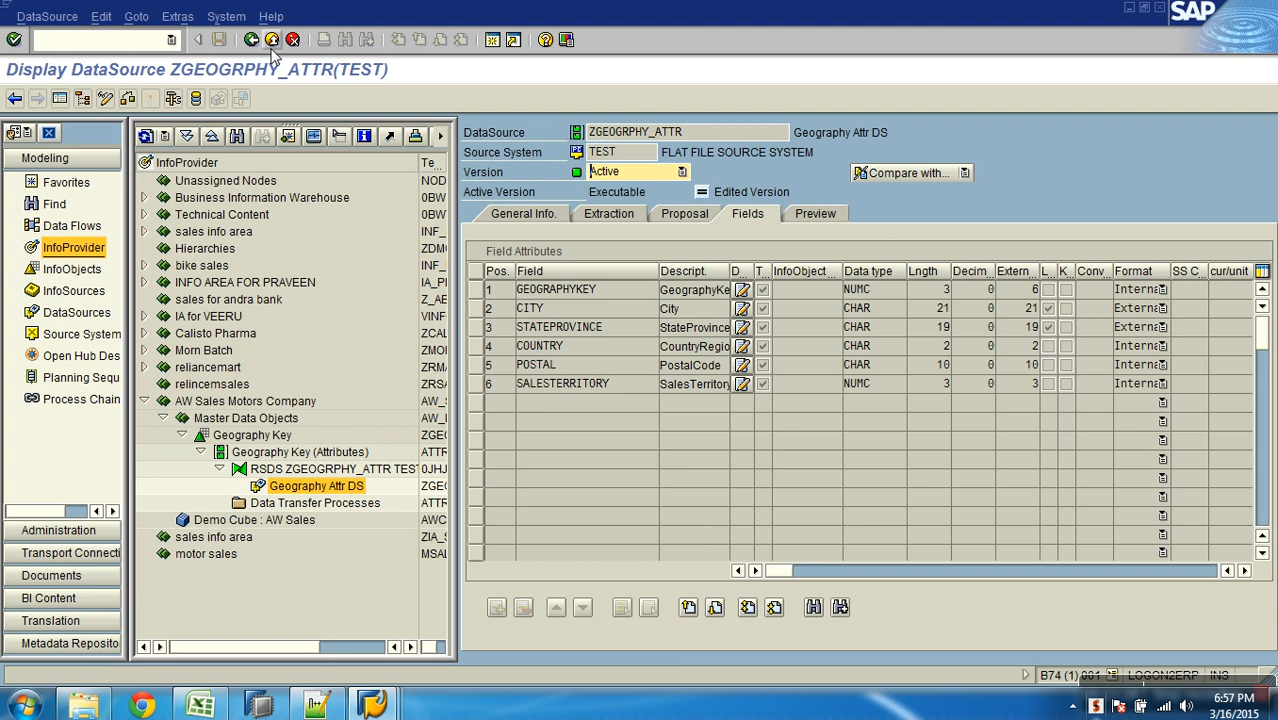 DataSource Edit Goto Extras System Help
SAP
Display DataSource ZGEOGRPHY_ATTR(TEST)
Modeling
Favorites
Find
Data Flows
InfoProvider
InfoObjects
InfoSources
DataSources
Source System
Open Hub Des
Planning Sequ
Process Chain
Administration
Transport Connecti
Documents
BI Content
Translation
Metadata Reposito
InfoProvider Te...
Unassigned Nodes NOD
Business Information Warehouse 0BW
Technical Content 0BW
sales info area INF_
Hierarchies ZDM
bike sales INF_
INFO AREA FOR PRAVEEN IA_P
sales for andra bank Z_AE
IA for VEERU VINF
Calisto Pharma ZCAL
Morn Batch ZMO
reliancemart ZRM
relincemsales ZRSA
AW Sales Motors Company AW_
Master Data Objects AW_
Geography Key ZGE
Geography Key (Attributes) ATTR
RSDS ZGEOGRPHY_ATTR TEST 0JHJ
Geography Attr DS ZGE
Data Transfer Processes ATTR
Demo Cube : AW Sales AWC
sales info area ZIA_S
motor sales MSAL
DataSource ZGEOGRPHY_ATTR Geography Attr DS
Source System TEST FLAT FILE SOURCE SYSTEM
Version Active Compare with...
Active Version Executable = Edited Version
General Info. Extraction Proposal Fields Preview
Field Attributes
Pos. Field Descript. D... T... InfoObject Data type Lngth Decim... Extern... L... K... Conv... Format SS C... cur/unit
1 GEOGRAPHYKEY GeographyKe NUMC 3 0 6 Interna
2 CITY City CHAR 21 0 21 Externa
3 STATEPROVINCE StateProvince CHAR 19 0 19 Externa
4 COUNTRY CountryRegio CHAR 2 0 2 Interna
5 POSTAL PostalCode CHAR 10 0 10 Interna
6 SALESTERRITORY SalesTerritory NUMC 3 0 3 Interna
B74 (1) 001 LOGON2ERP INS
6:57 PM
3/16/2015